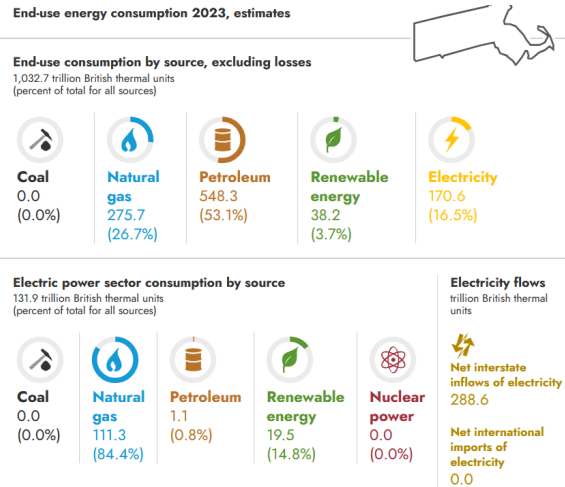 End-use energy consumption 2023, estimates
End-use consumption by source, excluding losses
1,032.7 trillion British thermal units
(percent of total for all sources)
Coal
0.0
(0.0%)
Natural
gas
275.7
(26.7%)
Petroleum
548.3
(53.1%)
Renewable
energy
38.2
(3.7%)
Electricity
170.6
(16.5%)
Electric power sector consumption by source
131.9 trillion British thermal units
(percent of total for all sources)
Coal
0.0
(0.0%)
Natural
gas
111.3
(84.4%)
Petroleum
1.1
(0.8%)
Renewable
energy
19.5
(14.8%)
Nuclear
power
0.0
(0.0%)
Electricity flows
trillion British thermal
units
Net interstate
inflows of electricity
288.6
Net international
imports of
electricity
0.0